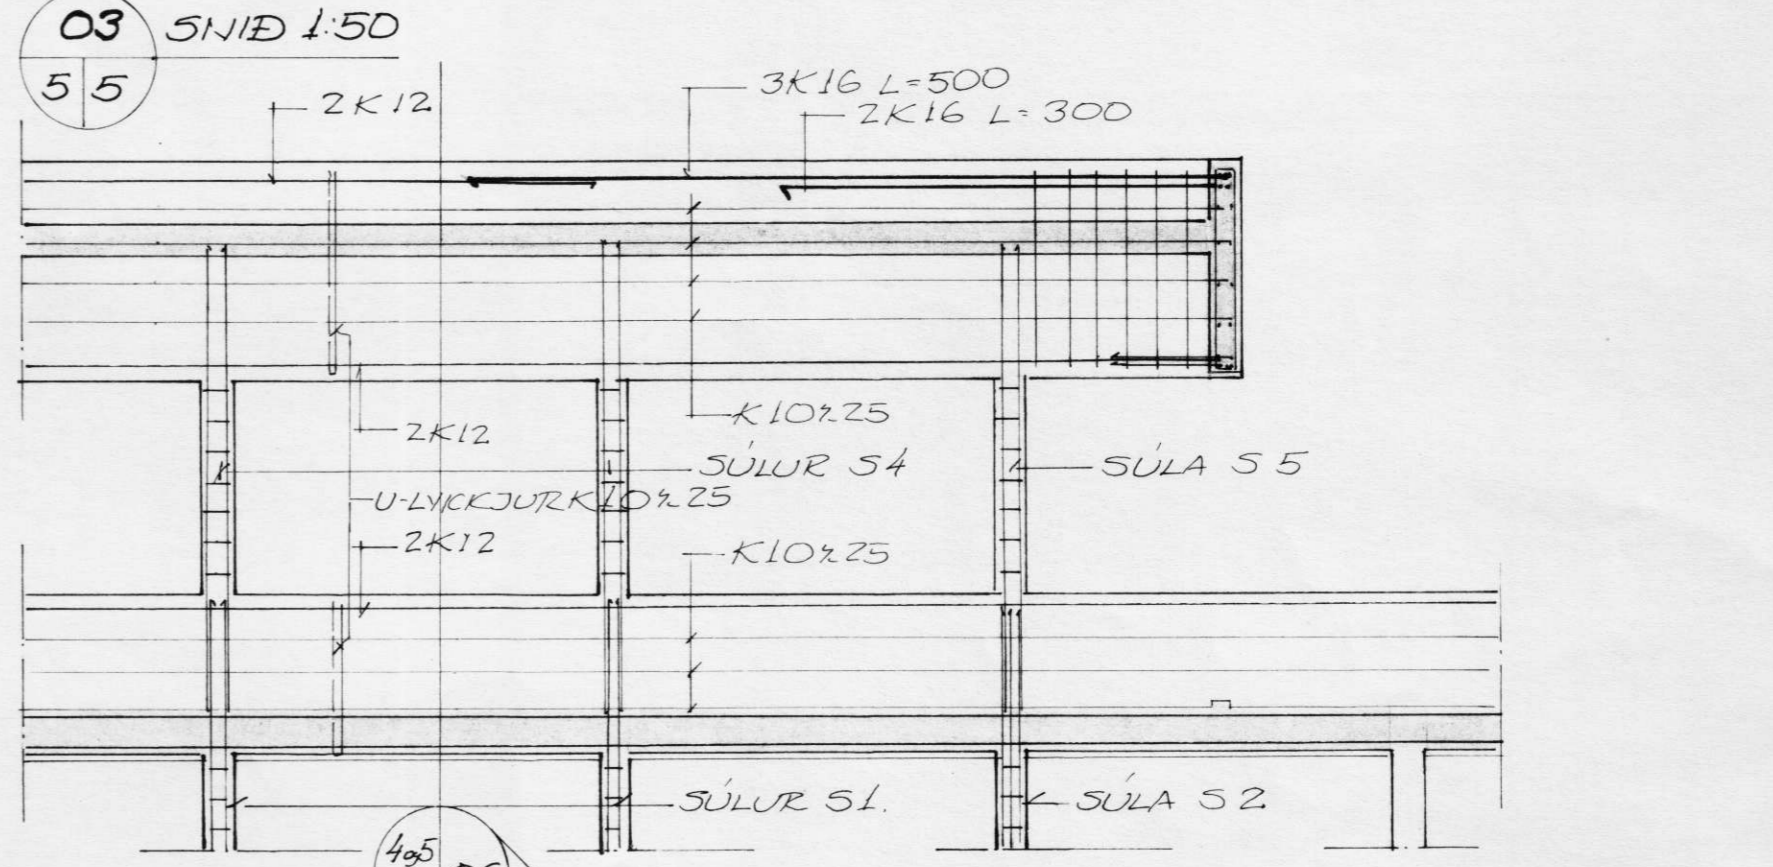 03 SNIÐ 1:50
5 5
2K12
3K16 L=500
2K16 L=300
K10%25
2K12
SÚLUR S4
SÚLA S5
U-LYKKJUR K10%25
2K12
K10%25
SÚLUR S1.
SÚLA S2
4og5